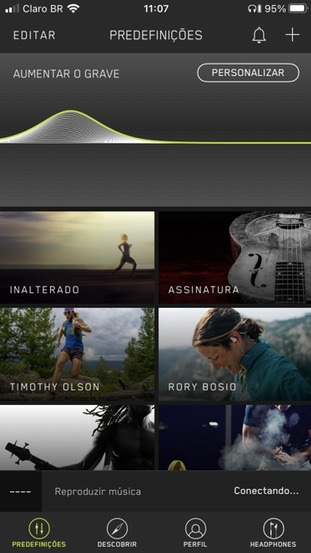 Claro BR 11:07 95%
EDITAR PREDEFINIÇÕES
AUMENTAR O GRAVE PERSONALIZAR
INALTERADO ASSINATURA
TIMOTHY OLSON RORY BOSIO
---- Reproduzir música Conectando...
PREDEFINIÇÕES DESCOBRIR PERFIL HEADPHONES